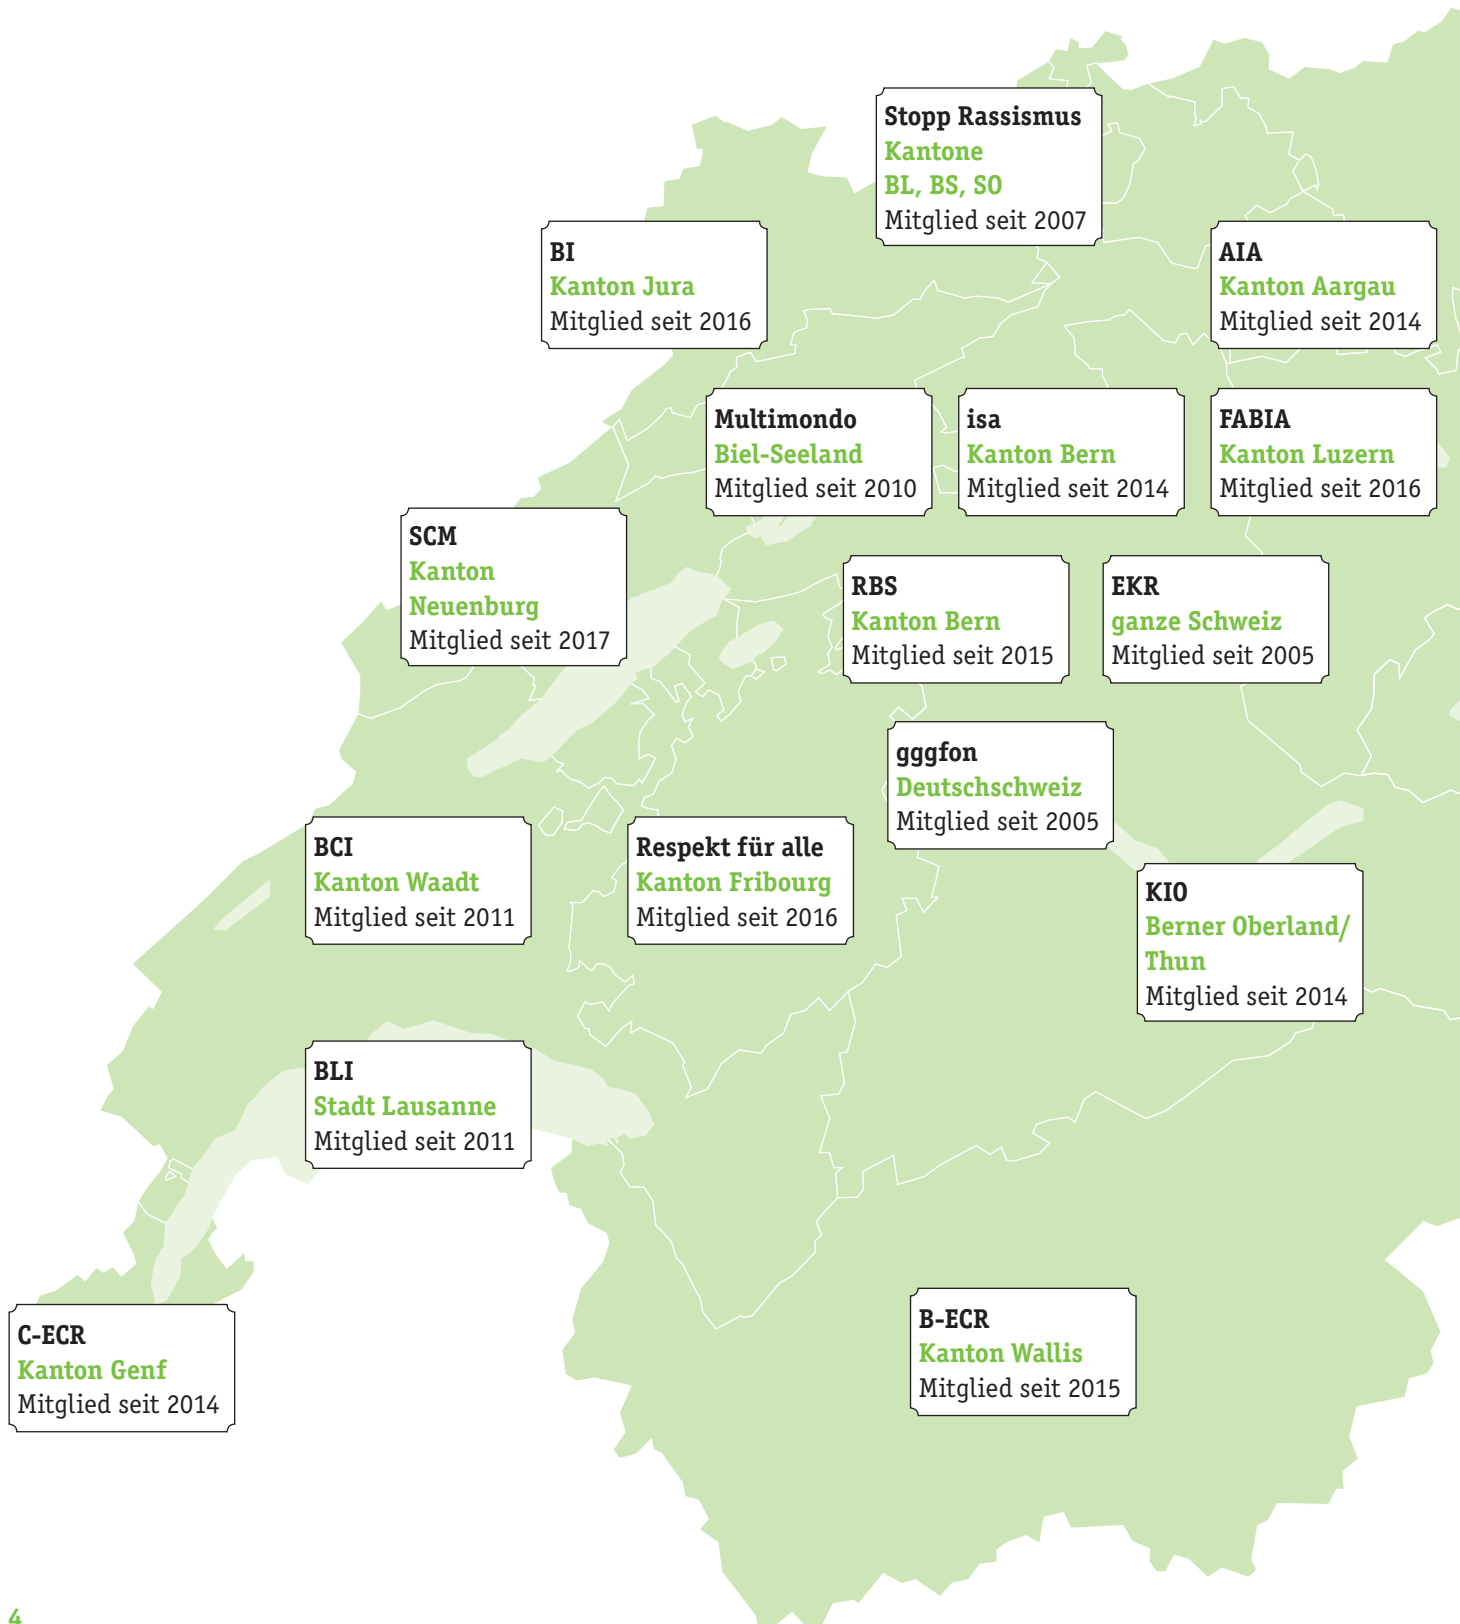 Stopp Rassismus
Kantone
BL, BS, SO
Mitglied seit 2007
BI
Kanton Jura
Mitglied seit 2016
AIA
Kanton Aargau
Mitglied seit 2014
Multimondo
Biel-Seeland
Mitglied seit 2010
isa
Kanton Bern
Mitglied seit 2014
FABIA
Kanton Luzern
Mitglied seit 2016
SCM
Kanton
Neuenburg
Mitglied seit 2017
RBS
Kanton Bern
Mitglied seit 2015
EKR
ganze Schweiz
Mitglied seit 2005
gggfon
Deutschschweiz
Mitglied seit 2005
BCI
Kanton Waadt
Mitglied seit 2011
Respekt für alle
Kanton Fribourg
Mitglied seit 2016
KIO
Berner Oberland/
Thun
Mitglied seit 2014
BLI
Stadt Lausanne
Mitglied seit 2011
C-ECR
Kanton Genf
Mitglied seit 2014
B-ECR
Kanton Wallis
Mitglied seit 2015
4